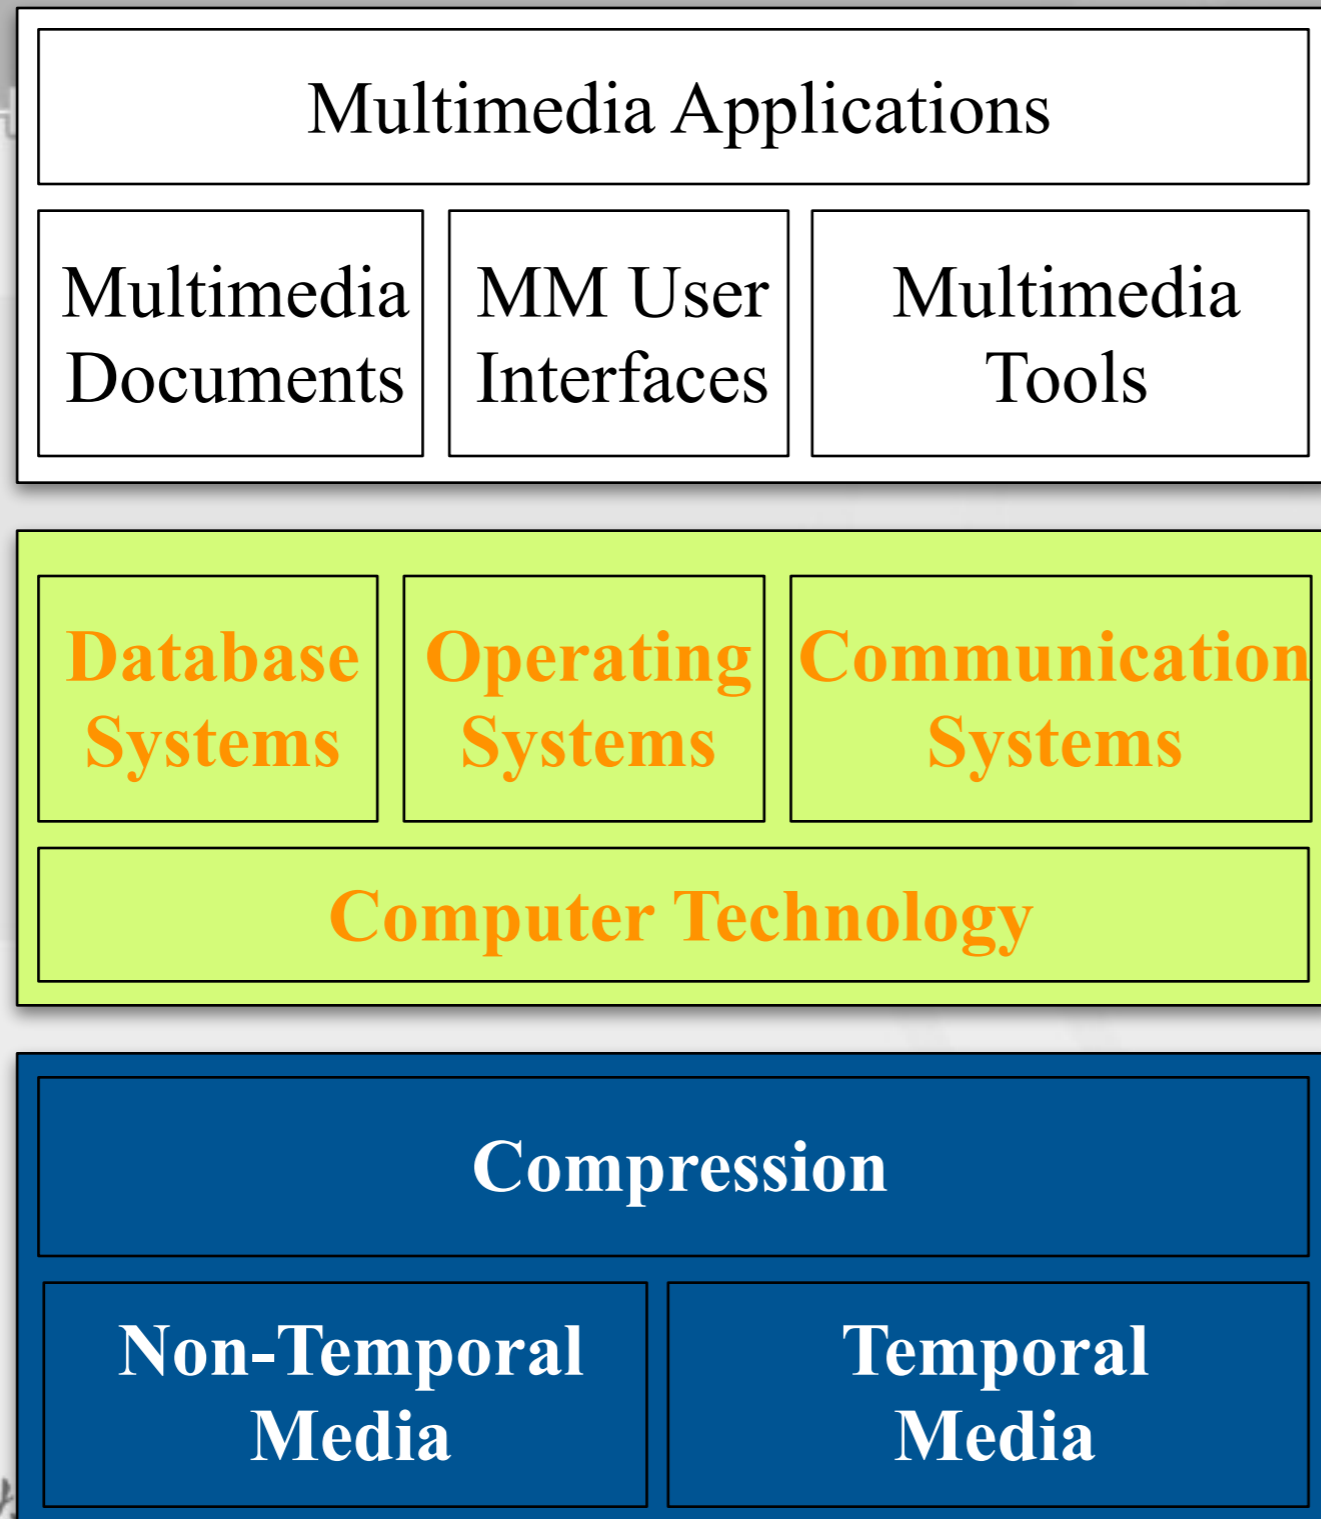 Multimedia Applications
Multimedia
Documents
MM User
Interfaces
Multimedia
Tools
Database
Systems
Operating
Systems
Communication
Systems
Computer Technology
Compression
Non-Temporal
Media
Temporal
Media